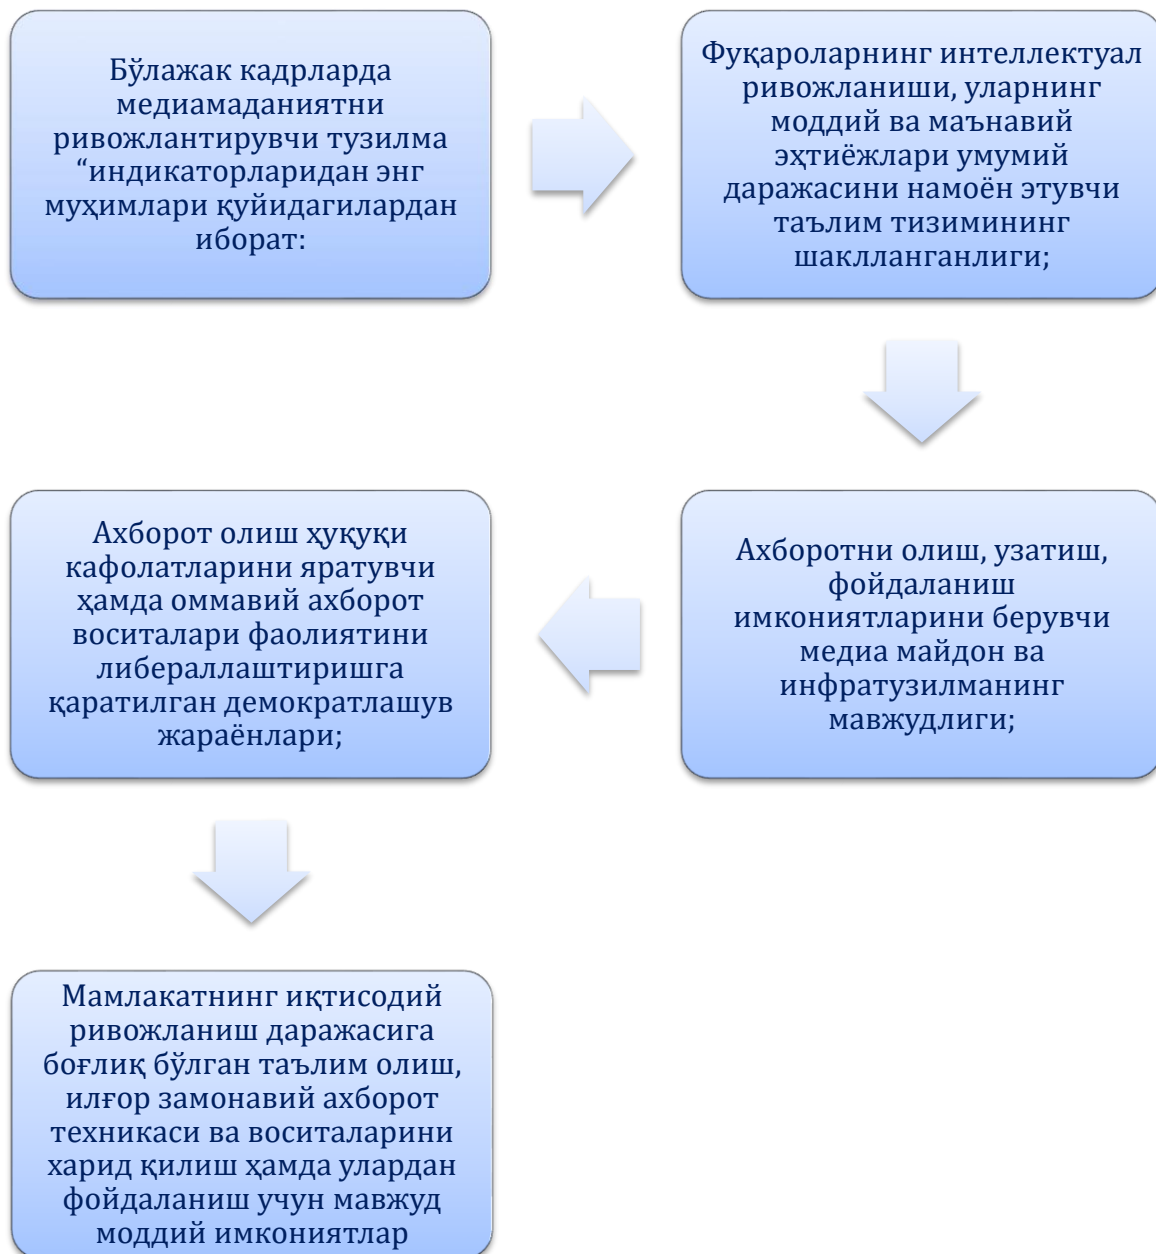 Бўлажак кадрларда
медиамаданиятни
ривожлантирувчи тузилма
“индикаторларидан энг
муҳимлари қуйидагилардан
иборат:
Фуқароларнинг интеллектуал
ривожланиши, уларнинг
моддий ва маънавий
эҳтиёжлари умумий
даражасини намоён этувчи
таълим тизимининг
шаклланганлиги;
Ахборотни олиш, узатиш,
фойдаланиш
имкониятларини берувчи
медиа майдон ва
инфратузилманинг
мавжудлиги;
Ахборот олиш ҳуқуқи
кафолатларини яратувчи
ҳамда оммавий ахборот
воситалари фаолиятини
либераллаштиришга
қаратилган демократлашув
жараёнлари;
Мамлакатнинг иқтисодий
ривожланиш даражасига
боғлиқ бўлган таълим олиш,
илғор замонавий ахборот
техникаси ва воситаларини
харид қилиш ҳамда улардан
фойдаланиш учун мавжуд
моддий имкониятлар